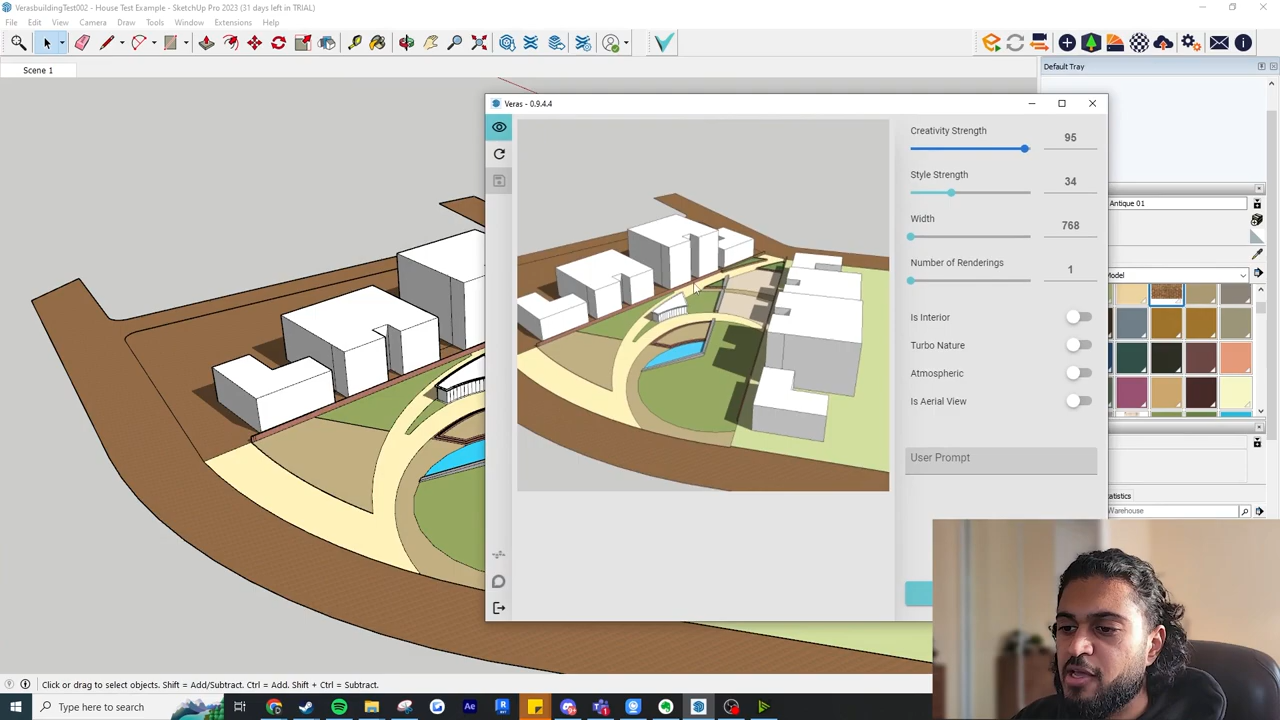 VerasbuildingTest002 - House Test Example - SketchUp Pro 2023 (31 days left in TRIAL)
File Edit View Camera Draw Tools Window Extensions Help
Scene 1
Default Tray
Veras - 0.9.4.4
Creativity Strength
95
Style Strength
34
Width
768
Number of Renderings
1
Is Interior
Turbo Nature
Atmospheric
Is Aerial View
User Prompt
Antique 01
Model
tatistics
Warehouse
Click or drag to select objects. Shift = Add/Subtract. Ctrl = Add. Shift + Ctrl = Subtract.
Type here to search
Ae